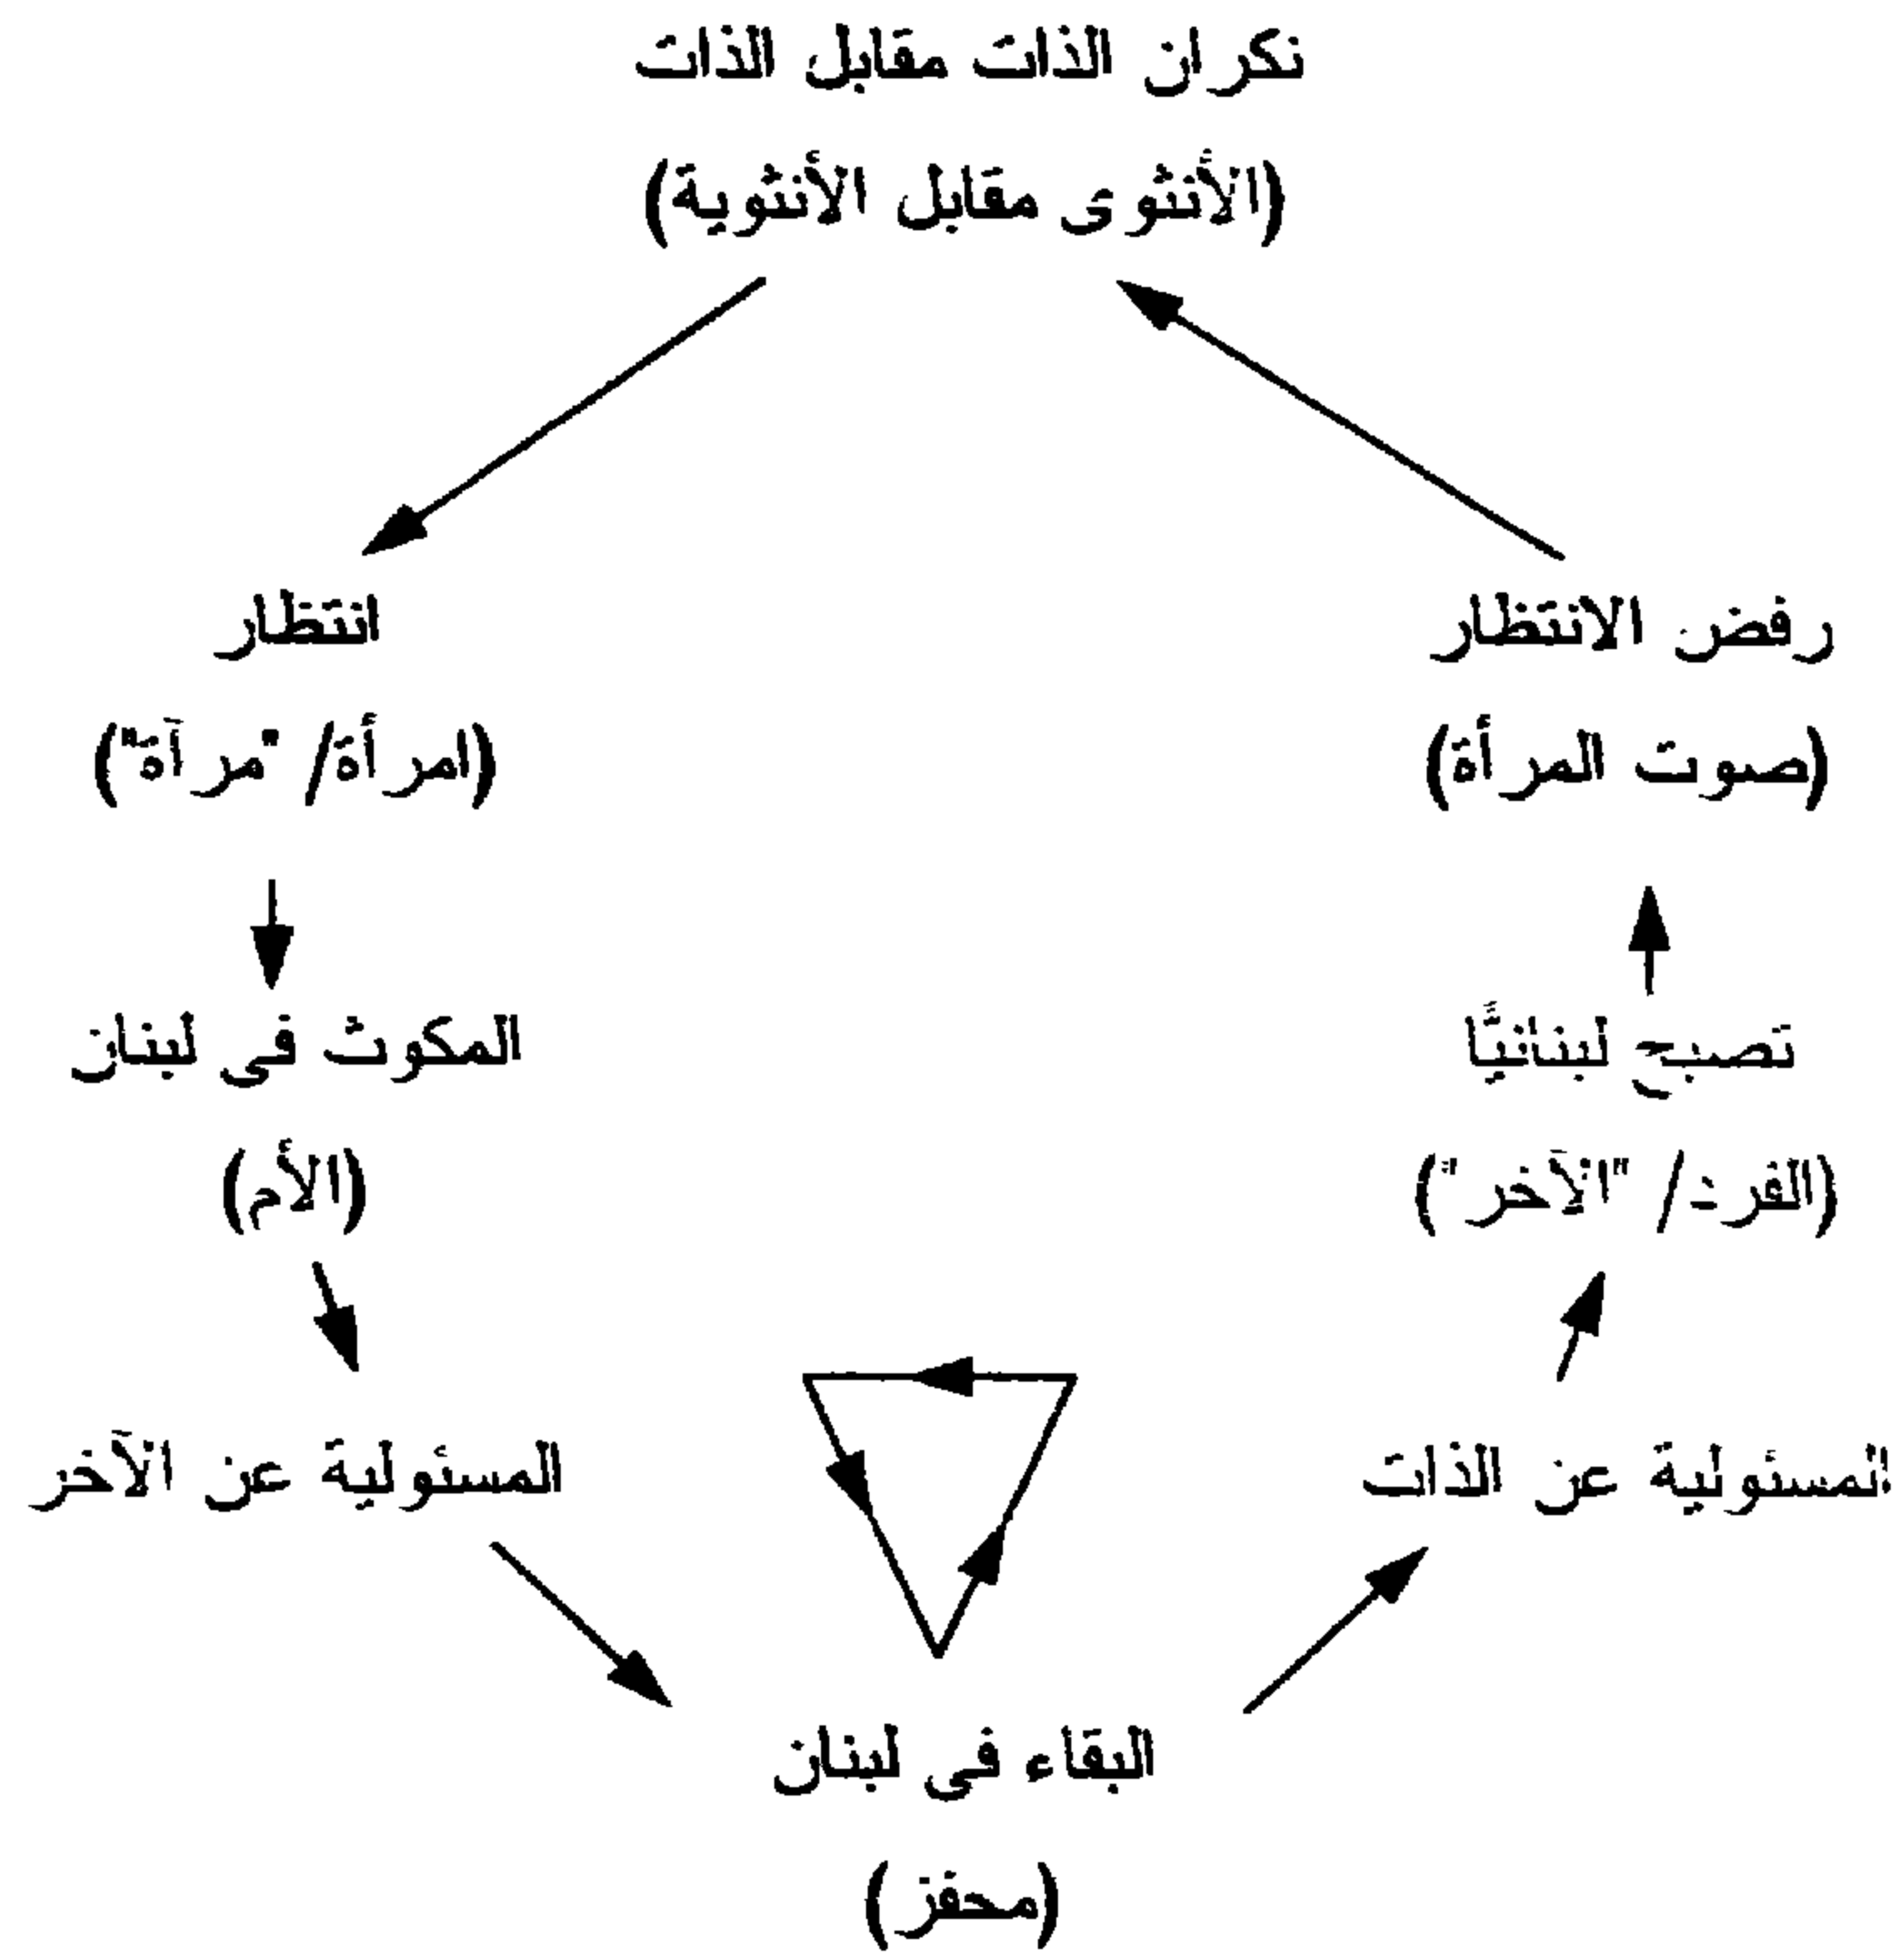 نكران الذات مقابل الذات
(الأنثوى مقابل الأنثوية)
رفض الانتظار
انتظار
(صوت المرأة)
(امرأة/ "مرآة")
تصبح لبنانيًّا
المكوث فى لبنان
(الفرد/ "الآخر")
(الأم)
المسئولية عن الذات
المسئولية عن الآخر
البقاء فى لبنان
(محفز)